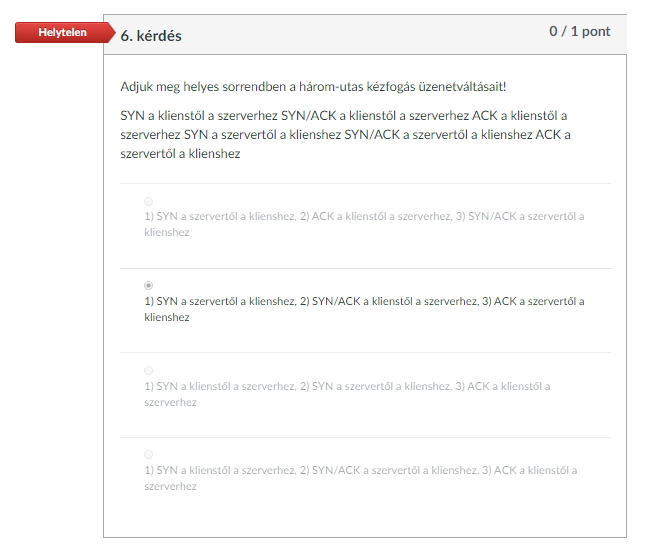 Helytelen
6. kérdés
0 / 1 pont
Adjuk meg helyes sorrendben a három-utas kézfogás üzenetváltásait!
SYN a klienstől a szerverhez SYN/ACK a klienstől a szerverhez ACK a klienstől a
szerverhez SYN a szervertől a klienshez SYN/ACK a szervertől a klienshez ACK a
szervertől a klienshez
1) SYN a szervertől a klienshez, 2) ACK a klienstől a szerverhez, 3) SYN/ACK a szervertől a
klienshez
1) SYN a szervertől a klienshez, 2) SYN/ACK a klienstől a szerverhez, 3) ACK a szervertől a
klienshez
1) SYN a klienstől a szerverhez, 2) SYN a szervertől a klienshez, 3) ACK a klienstől a
szerverhez
1) SYN a klienstől a szerverhez, 2) SYN/ACK a szervertől a klienshez, 3) ACK a klienstől a
szerverhez